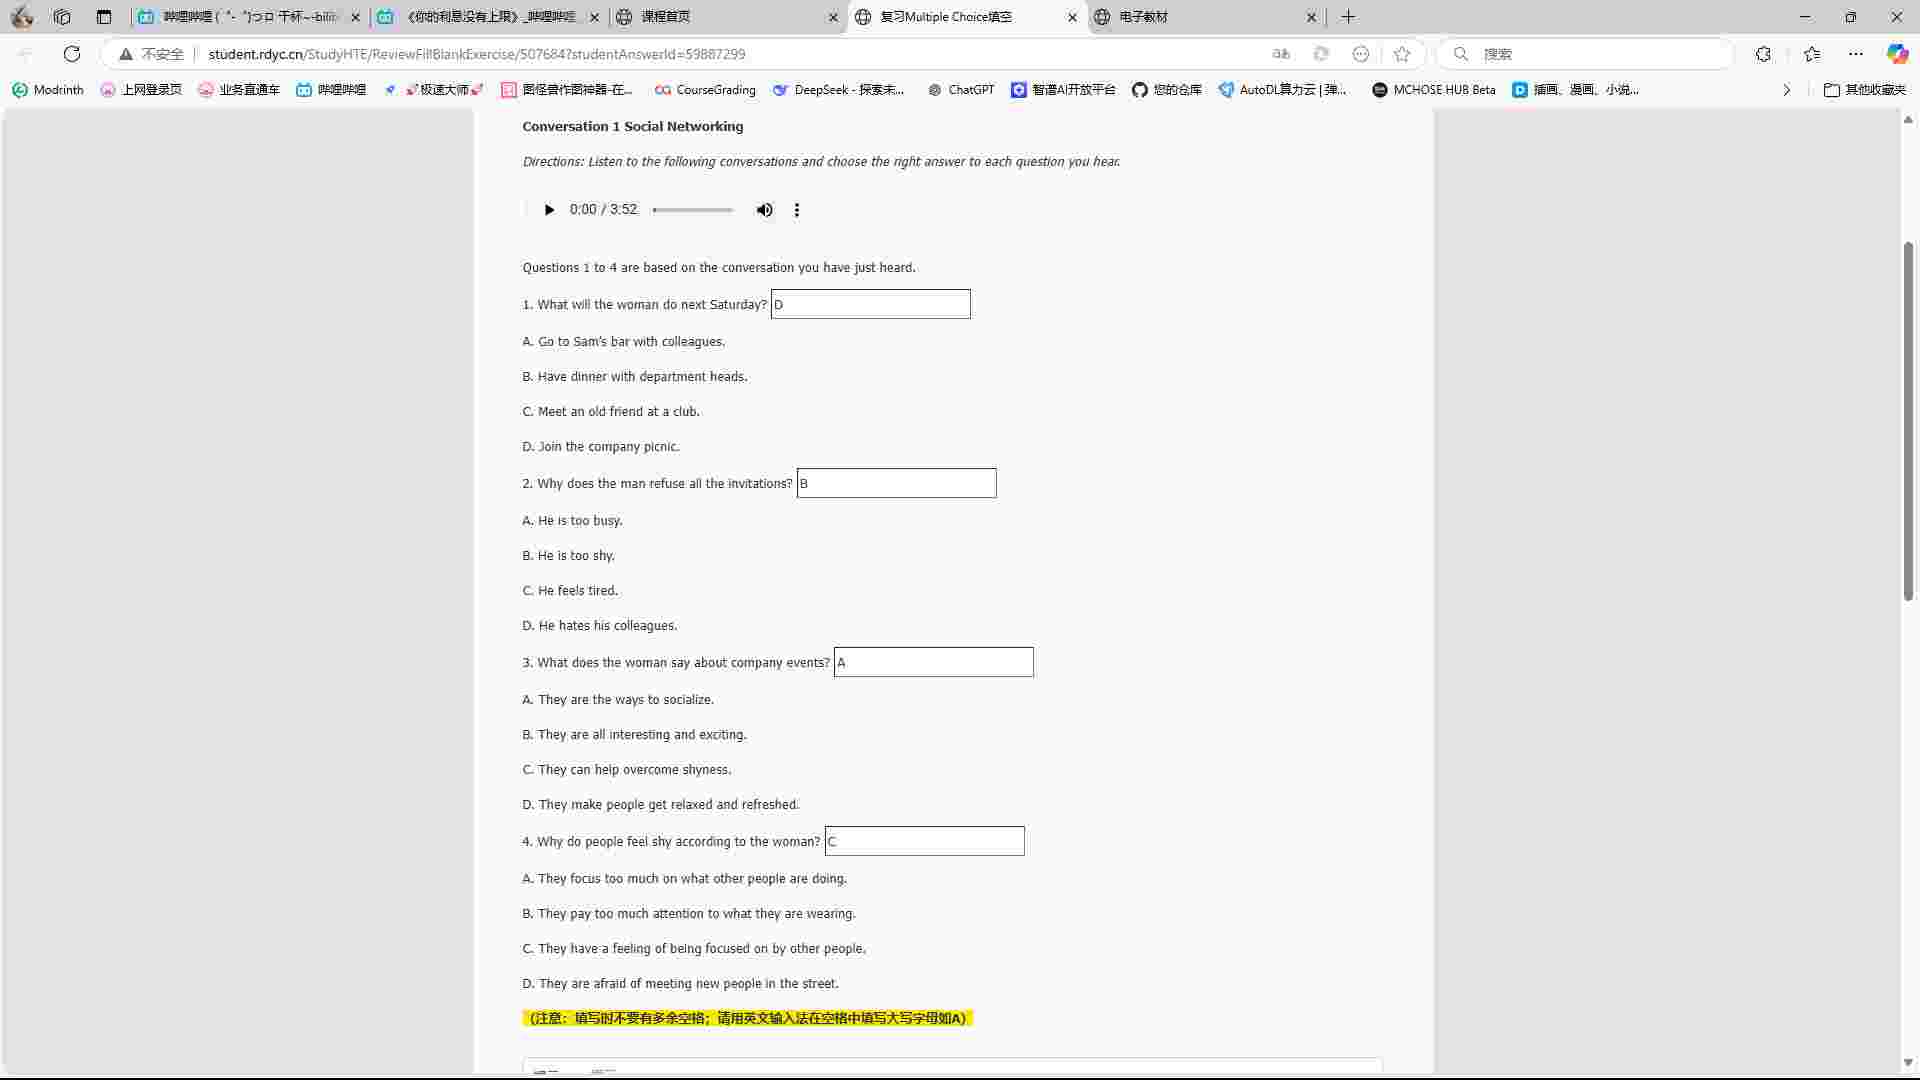 哔哩哔哩 (゜-゜)つロ 干杯~-bilibi
《你的利息没有上限》_哔哩哔哩
课程首页
复习Multiple Choice填空
电子教材
不安全
student.rdyc.cn/StudyHTE/ReviewFillBlankExercise/507684?studentAnswerId=59887299
搜索
Modrinth
上网登录页
业务直通车
哔哩哔哩
🚀极速大师🚀
图怪兽作图神器-在...
CG CourseGrading
DeepSeek - 探索未...
ChatGPT
智谱AI开放平台
您的仓库
AutoDL算力云 | 弹...
MCHOSE HUB Beta
插画、漫画、小说...
其他收藏夹
Conversation 1 Social Networking
Directions: Listen to the following conversations and choose the right answer to each question you hear.
0:00 / 3:52
Questions 1 to 4 are based on the conversation you have just heard.
1. What will the woman do next Saturday? D
A. Go to Sam's bar with colleagues.
B. Have dinner with department heads.
C. Meet an old friend at a club.
D. Join the company picnic.
2. Why does the man refuse all the invitations? B
A. He is too busy.
B. He is too shy.
C. He feels tired.
D. He hates his colleagues.
3. What does the woman say about company events? A
A. They are the ways to socialize.
B. They are all interesting and exciting.
C. They can help overcome shyness.
D. They make people get relaxed and refreshed.
4. Why do people feel shy according to the woman? C
A. They focus too much on what other people are doing.
B. They pay too much attention to what they are wearing.
C. They have a feeling of being focused on by other people.
D. They are afraid of meeting new people in the street.
(注意：填写时不要有多余空格；请用英文输入法在空格中填写大写字母如A)